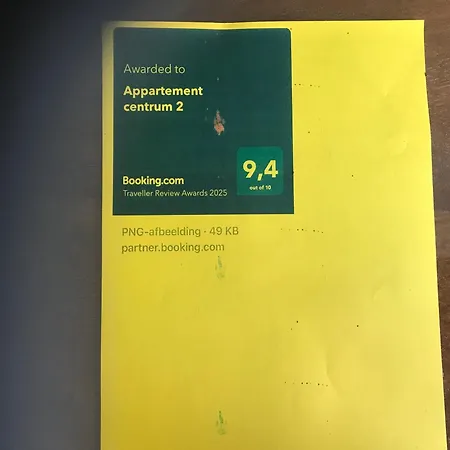 Awarded to
Appartement
centrum 2
9,4
out of 10
Booking.com
Traveller Review Awards 2025
PNG-afbeelding · 49 KB
partner.booking.com